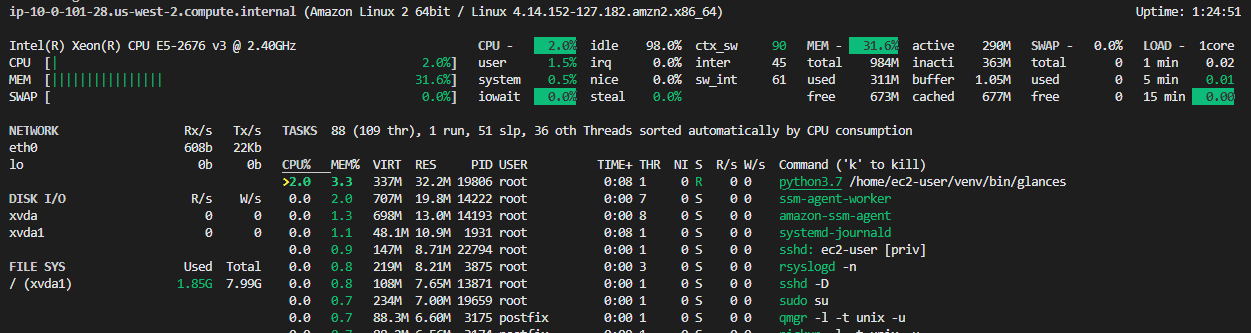 ip-10-0-101-28.us-west-2.compute.internal (Amazon Linux 2 64bit / Linux 4.14.152-127.182.amzn2.x86_64) Uptime: 1:24:51
Intel(R) Xeon(R) CPU E5-2676 v3 @ 2.40GHz CPU - 2.0% idle 98.0% ctx_sw 90 MEM - 31.6% active 290M SWAP - 0.0% LOAD - 1core
CPU [| 2.0%] user 1.5% irq 0.0% inter 45 total 984M inacti 363M total 0 1 min 0.02
MEM [|||||||||||||||| 31.6%] system 0.5% nice 0.0% sw_int 61 used 311M buffer 1.05M used 0 5 min 0.01
SWAP [ 0.0%] iowait 0.0% steal 0.0% free 673M cached 677M free 0 15 min 0.00
NETWORK Rx/s Tx/s TASKS 88 (109 thr), 1 run, 51 slp, 36 oth Threads sorted automatically by CPU consumption
eth0 608b 22Kb
lo 0b 0b CPU% MEM% VIRT RES PID USER TIME+ THR NI S R/s W/s Command ('k' to kill)
>2.0 3.3 337M 32.2M 19806 root 0:08 1 0 R 0 0 python3.7 /home/ec2-user/venv/bin/glances
DISK I/O R/s W/s 0.0 2.0 707M 19.8M 14222 root 0:00 7 0 S 0 0 ssm-agent-worker
xvda 0 0 0.0 1.3 698M 13.0M 14193 root 0:00 8 0 S 0 0 amazon-ssm-agent
xvda1 0 0 0.0 1.1 48.1M 10.9M 1931 root 0:08 1 0 S 0 0 systemd-journald
0.0 0.9 147M 8.71M 22794 root 0:00 1 0 S 0 0 sshd: ec2-user [priv]
FILE SYS Used Total 0.0 0.8 219M 8.21M 3875 root 0:00 3 0 S 0 0 rsyslogd -n
/ (xvda1) 1.85G 7.99G 0.0 0.8 108M 7.65M 13871 root 0:00 1 0 S 0 0 sshd -D
0.0 0.7 234M 7.00M 19659 root 0:00 1 0 S 0 0 sudo su
0.0 0.7 88.3M 6.60M 3175 postfix 0:00 1 0 S 0 0 qmgr -l -t unix -u